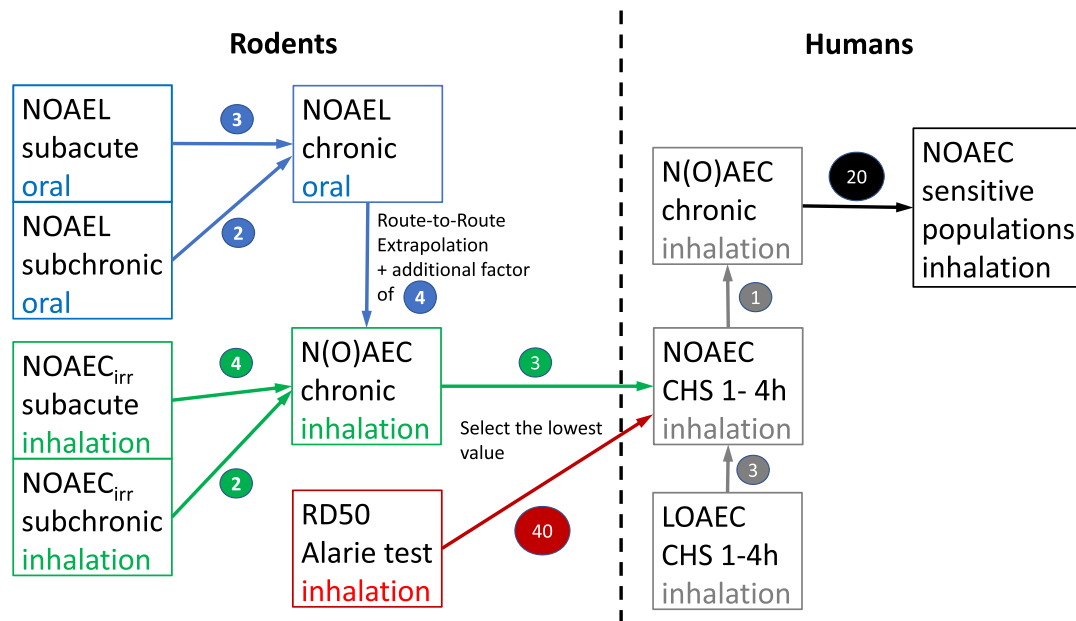 Rodents
Humans
NOAEL
subacute
oral
NOAEL
subchronic
oral
3
2
NOAEL
chronic
oral
Route-to-Route
Extrapolation
+ additional factor
of 4
NOAECirr
subacute
inhalation
NOAECirr
subchronic
inhalation
4
2
N(O)AEC
chronic
inhalation
3
Select the lowest
value
RD50
Alarie test
inhalation
40
N(O)AEC
chronic
inhalation
1
NOAEC
CHS 1- 4h
inhalation
3
LOAEC
CHS 1-4h
inhalation
20
NOAEC
sensitive
populations
inhalation